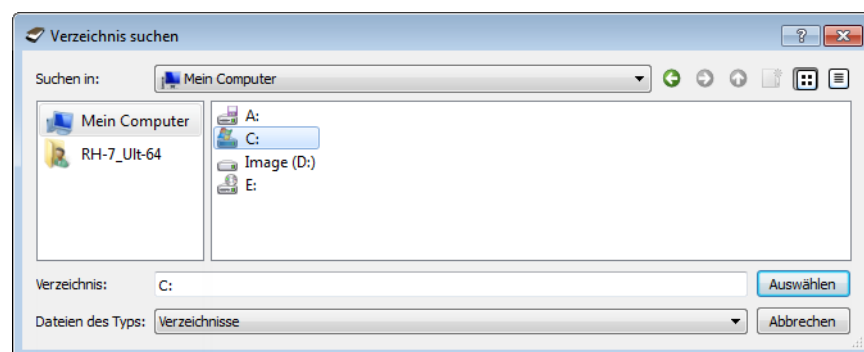 Verzeichnis suchen
Suchen in:
Mein Computer
Mein Computer
RH-7_Ult-64
A:
C:
Image (D:)
E:
Verzeichnis:
C:
Auswählen
Dateien des Typs:
Verzeichnisse
Abbrechen